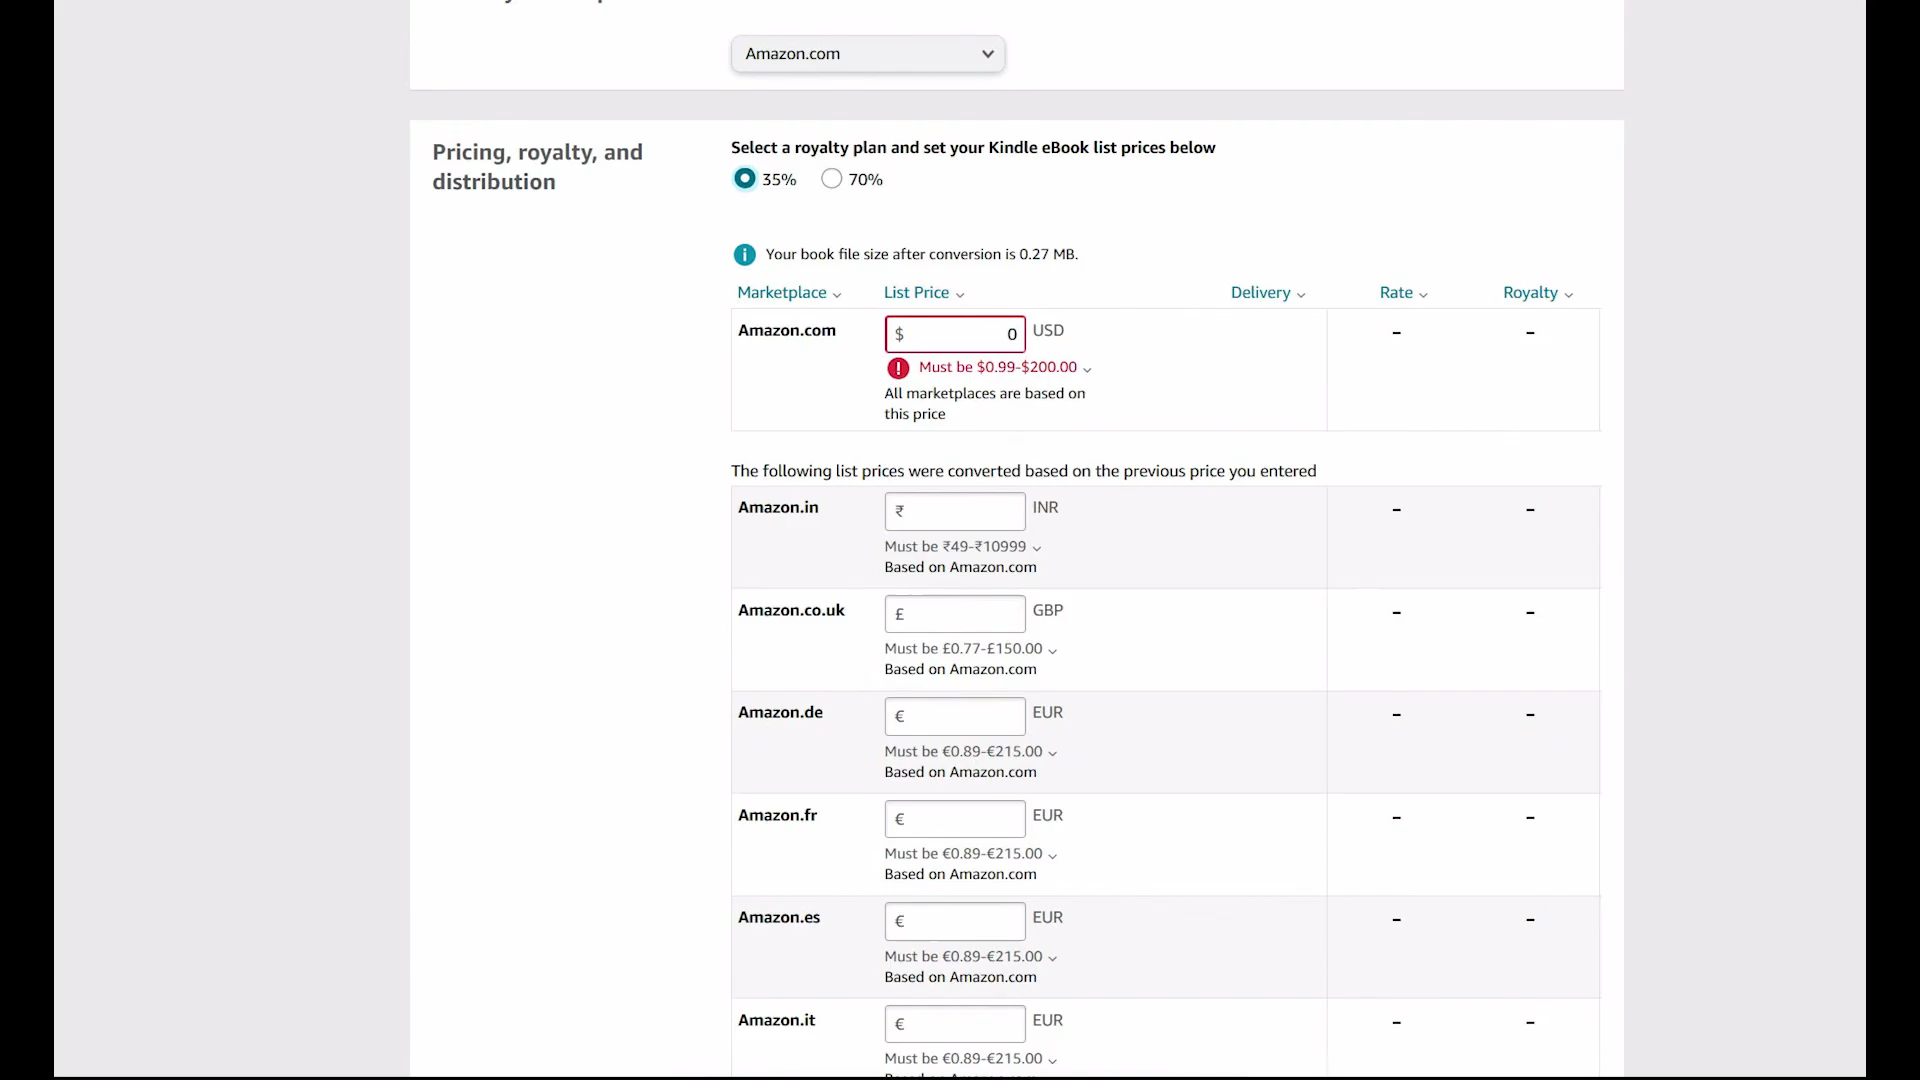 Amazon.com
Pricing, royalty, and
distribution
Select a royalty plan and set your Kindle eBook list prices below
35% 70%
Your book file size after conversion is 0.27 MB.
Marketplace List Price Delivery Rate Royalty
Amazon.com $ 0 USD – –
Must be $0.99-$200.00
All marketplaces are based on
this price
The following list prices were converted based on the previous price you entered
Amazon.in ₹ INR – –
Must be ₹49-₹10999
Based on Amazon.com
Amazon.co.uk £ GBP – –
Must be £0.77-£150.00
Based on Amazon.com
Amazon.de € EUR – –
Must be €0.89-€215.00
Based on Amazon.com
Amazon.fr € EUR – –
Must be €0.89-€215.00
Based on Amazon.com
Amazon.es € EUR – –
Must be €0.89-€215.00
Based on Amazon.com
Amazon.it € EUR – –
Must be €0.89-€215.00